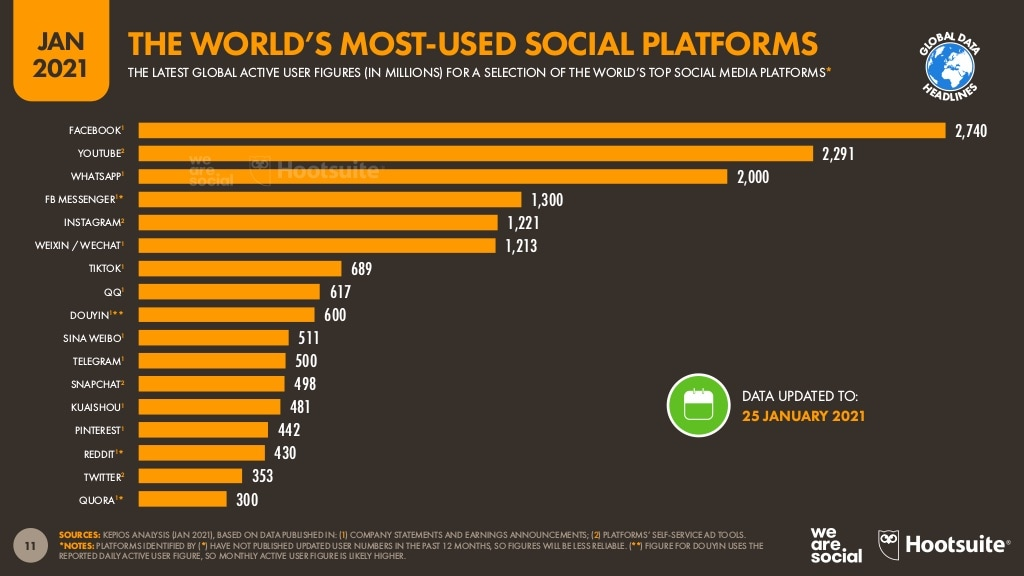 JAN
2021
THE WORLD'S MOST-USED SOCIAL PLATFORMS
THE LATEST GLOBAL ACTIVE USER FIGURES (IN MILLIONS) FOR A SELECTION OF THE WORLD'S TOP SOCIAL MEDIA PLATFORMS*
GLOBAL DATA
HEADLINES
FACEBOOK¹ 2,740
YOUTUBE² 2,291
we are social Hootsuite®
WHATSAPP¹ 2,000
FB MESSENGER¹* 1,300
INSTAGRAM² 1,221
WEIXIN / WECHAT¹ 1,213
TIKTOK¹ 689
QQ¹ 617
DOUYIN¹** 600
SINA WEIBO¹ 511
TELEGRAM¹ 500
SNAPCHAT² 498
KUAISHOU¹ 481
PINTEREST¹ 442
REDDIT¹* 430
TWITTER² 353
QUORA¹* 300
DATA UPDATED TO:
25 JANUARY 2021
11
SOURCES: KEPIOS ANALYSIS (JAN 2021), BASED ON DATA PUBLISHED IN: (1) COMPANY STATEMENTS AND EARNINGS ANNOUNCEMENTS; (2) PLATFORMS' SELF-SERVICE AD TOOLS.
*NOTES: PLATFORMS IDENTIFIED BY (*) HAVE NOT PUBLISHED UPDATED USER NUMBERS IN THE PAST 12 MONTHS, SO FIGURES WILL BE LESS RELIABLE. (**) FIGURE FOR DOUYIN USES THE
REPORTED DAILY ACTIVE USER FIGURE, SO MONTHLY ACTIVE USER FIGURE IS LIKELY HIGHER.
we
are
social
Hootsuite®